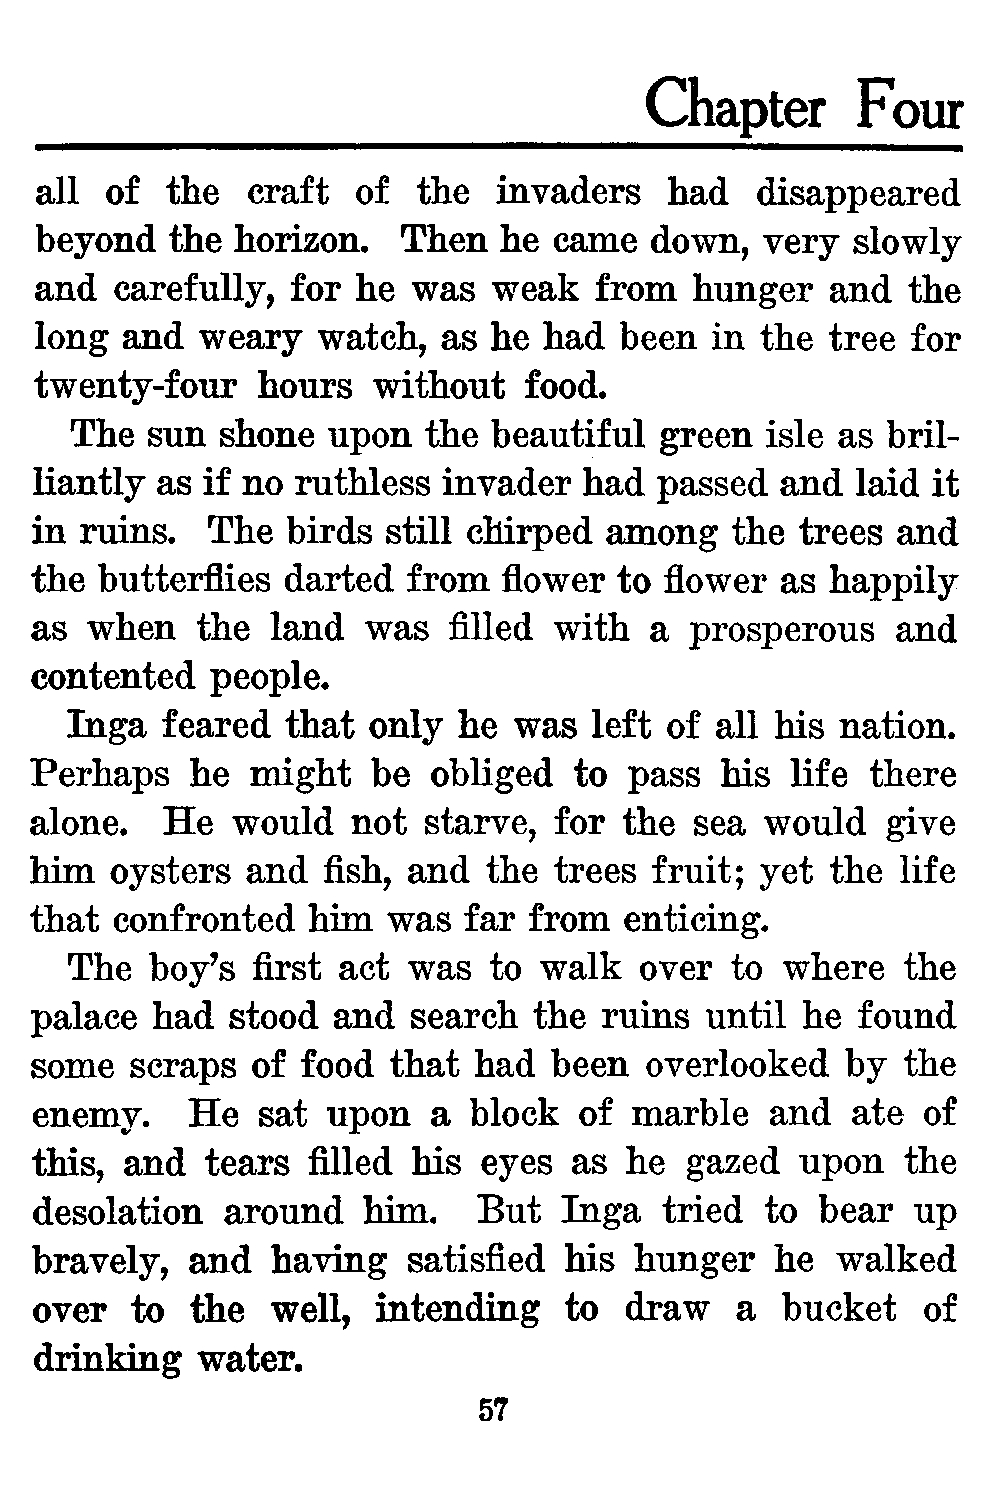 Chapter Four
all of the craft of the invaders had disappeared
beyond the horizon. Then he came down, very slowly
and carefully, for he was weak from hunger and the
long and weary watch, as he had been in the tree for
twenty-four hours without food.
The sun shone upon the beautiful green isle as bril-
liantly as if no ruthless invader had passed and laid it
in ruins. The birds still chirped among the trees and
the butterflies darted from flower to flower as happily
as when the land was filled with a prosperous and
contented people.
Inga feared that only he was left of all his nation.
Perhaps he might be obliged to pass his life there
alone. He would not starve, for the sea would give
him oysters and fish, and the trees fruit; yet the life
that confronted him was far from enticing.
The boy's first act was to walk over to where the
palace had stood and search the ruins until he found
some scraps of food that had been overlooked by the
enemy. He sat upon a block of marble and ate of
this, and tears filled his eyes as he gazed upon the
desolation around him. But Inga tried to bear up
bravely, and having satisfied his hunger he walked
over to the well, intending to draw a bucket of
drinking water.
57